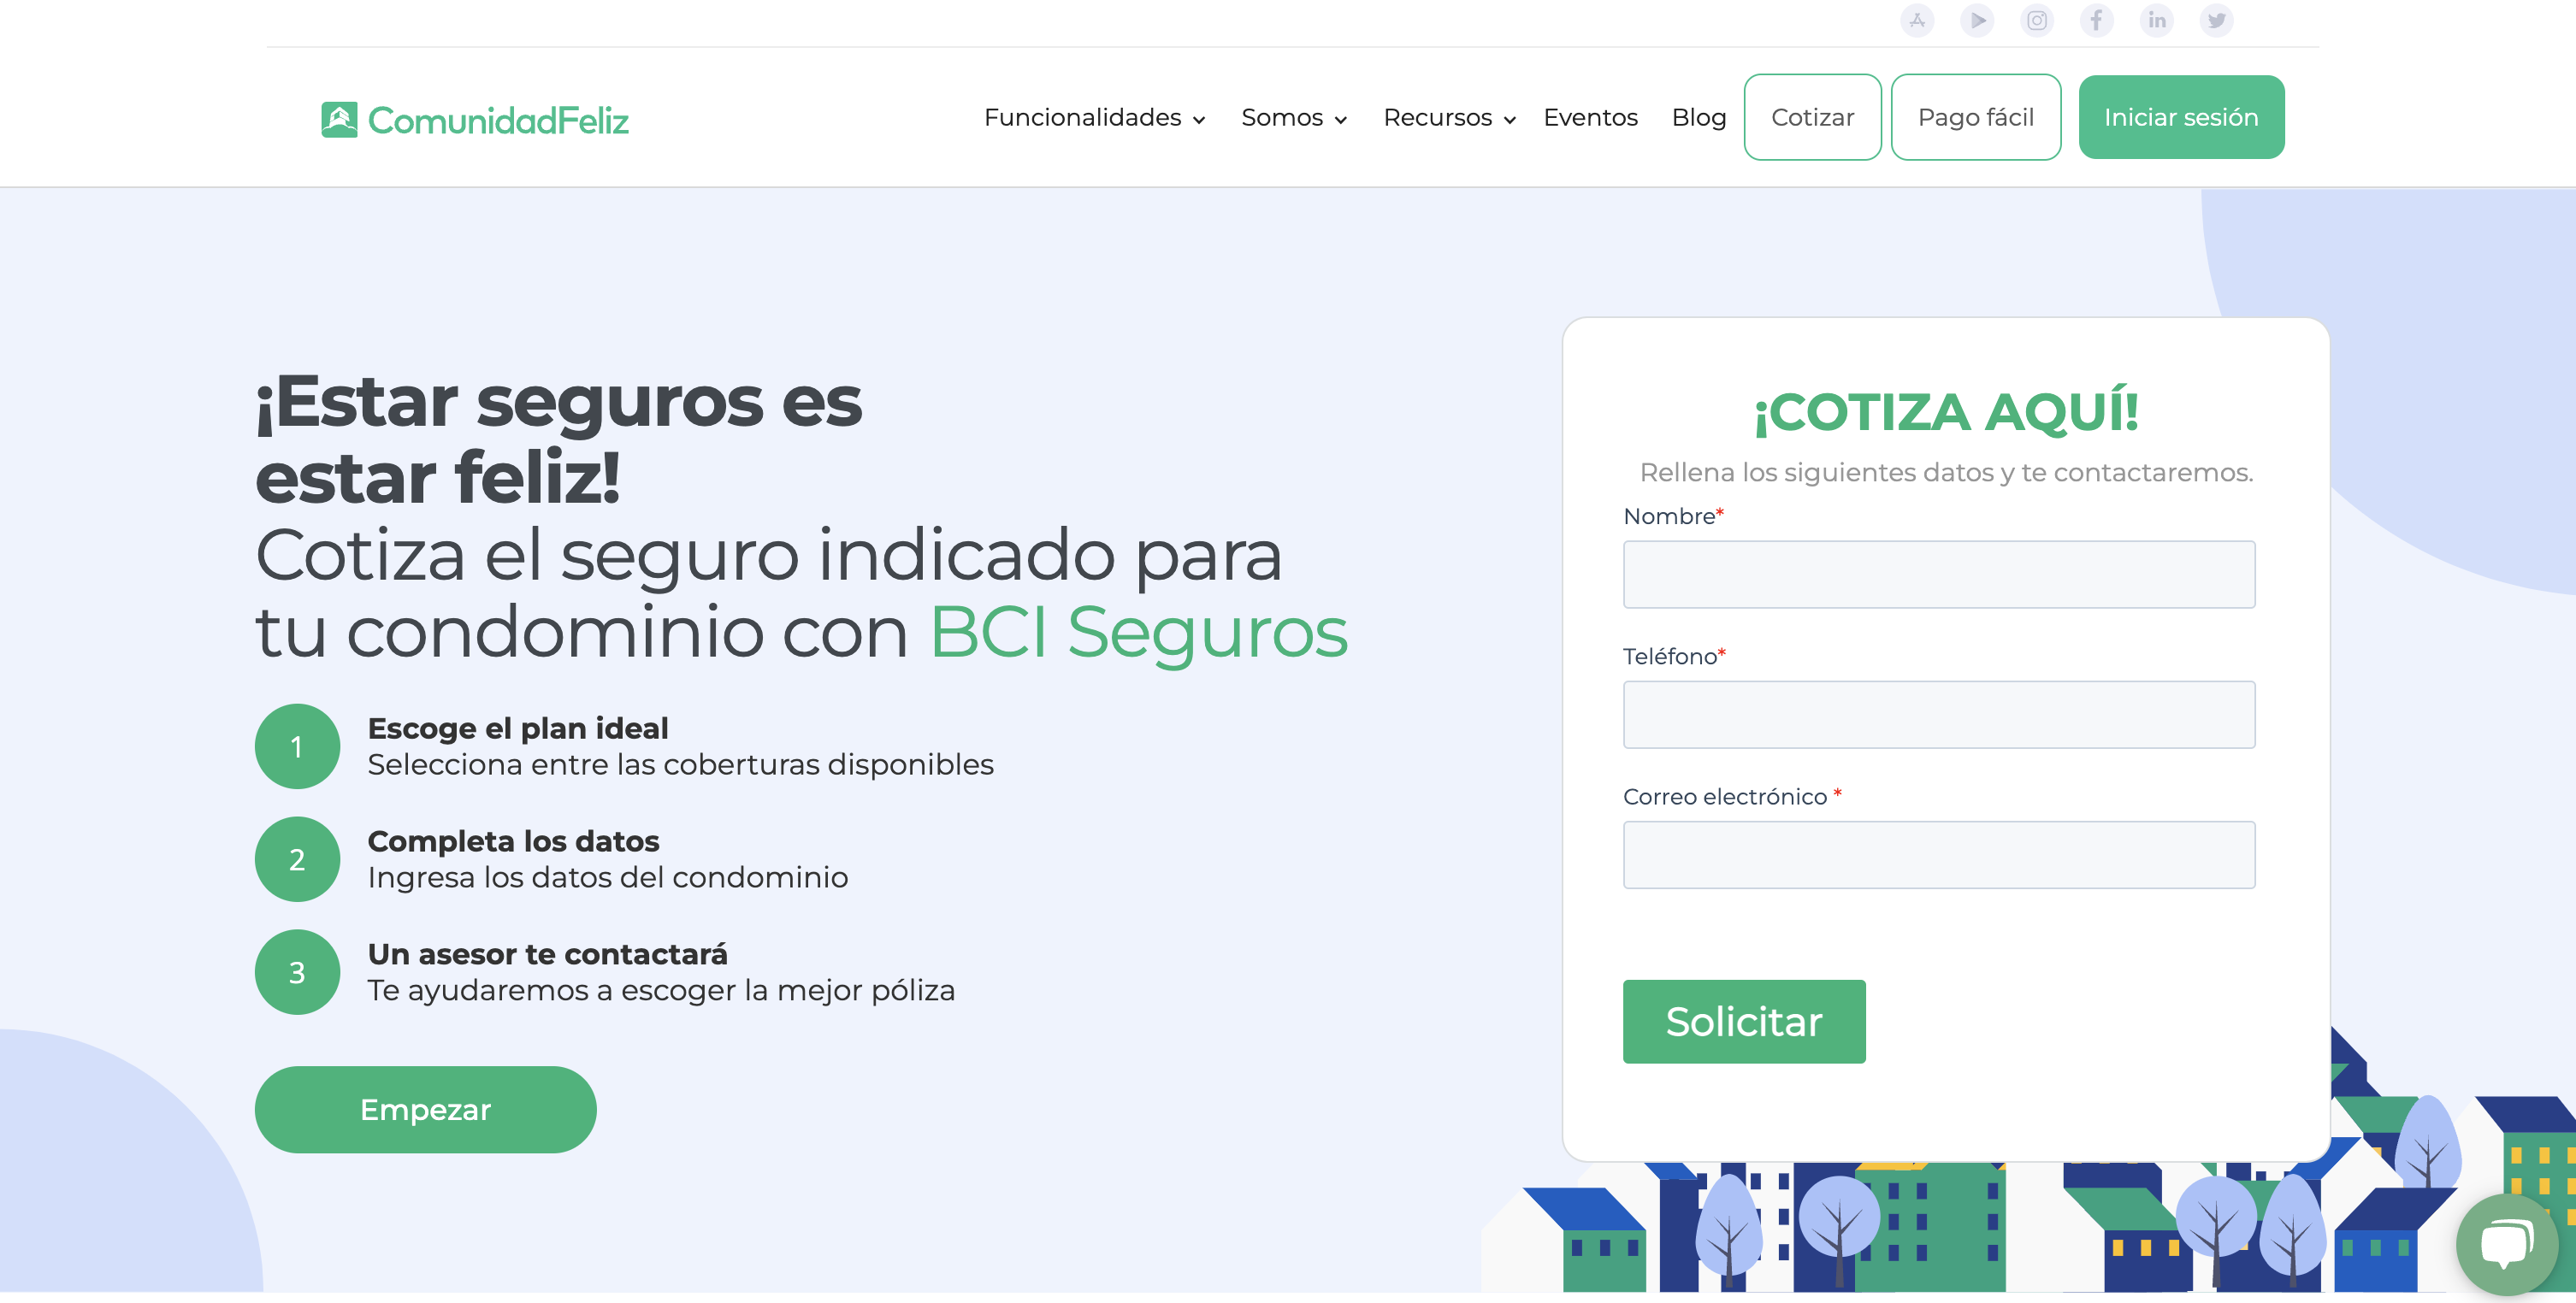 ComunidadFeliz
Funcionalidades Somos Recursos Eventos Blog Cotizar Pago fácil Iniciar sesión
¡Estar seguros es
estar feliz!
Cotiza el seguro indicado para
tu condominio con BCI Seguros
1
Escoge el plan ideal
Selecciona entre las coberturas disponibles
2
Completa los datos
Ingresa los datos del condominio
3
Un asesor te contactará
Te ayudaremos a escoger la mejor póliza
Empezar
¡COTIZA AQUÍ!
Rellena los siguientes datos y te contactaremos.
Nombre*
Teléfono*
Correo electrónico *
Solicitar